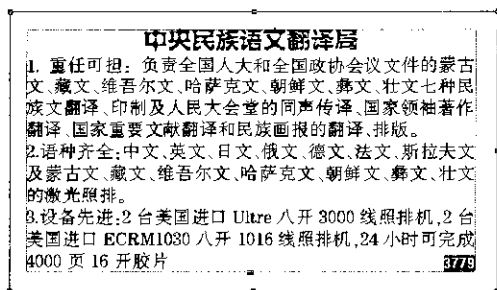 中央民族语文翻译局
1. 重任可担：负责全国人大和全国政协会议文件的蒙古
文、藏文、维吾尔文、哈萨克文、朝鲜文、彝文、壮文七种民
族文翻译、印制及人民大会堂的同声传译、国家领袖著作
翻译、国家重要文献翻译和民族画报的翻译、排版。
2.语种齐全:中文、英文、日文、俄文、德文、法文、斯拉夫文
及蒙古文、藏文、维吾尔文、哈萨克文、朝鲜文、彝文、壮文
的激光照排。
3.设备先进:2 台美国进口 Ultre 八开 3000 线照排机,2 台
美国进口 ECRM1030 八开 1016 线照排机,24 小时可完成
4000 页 16 开胶片
3779